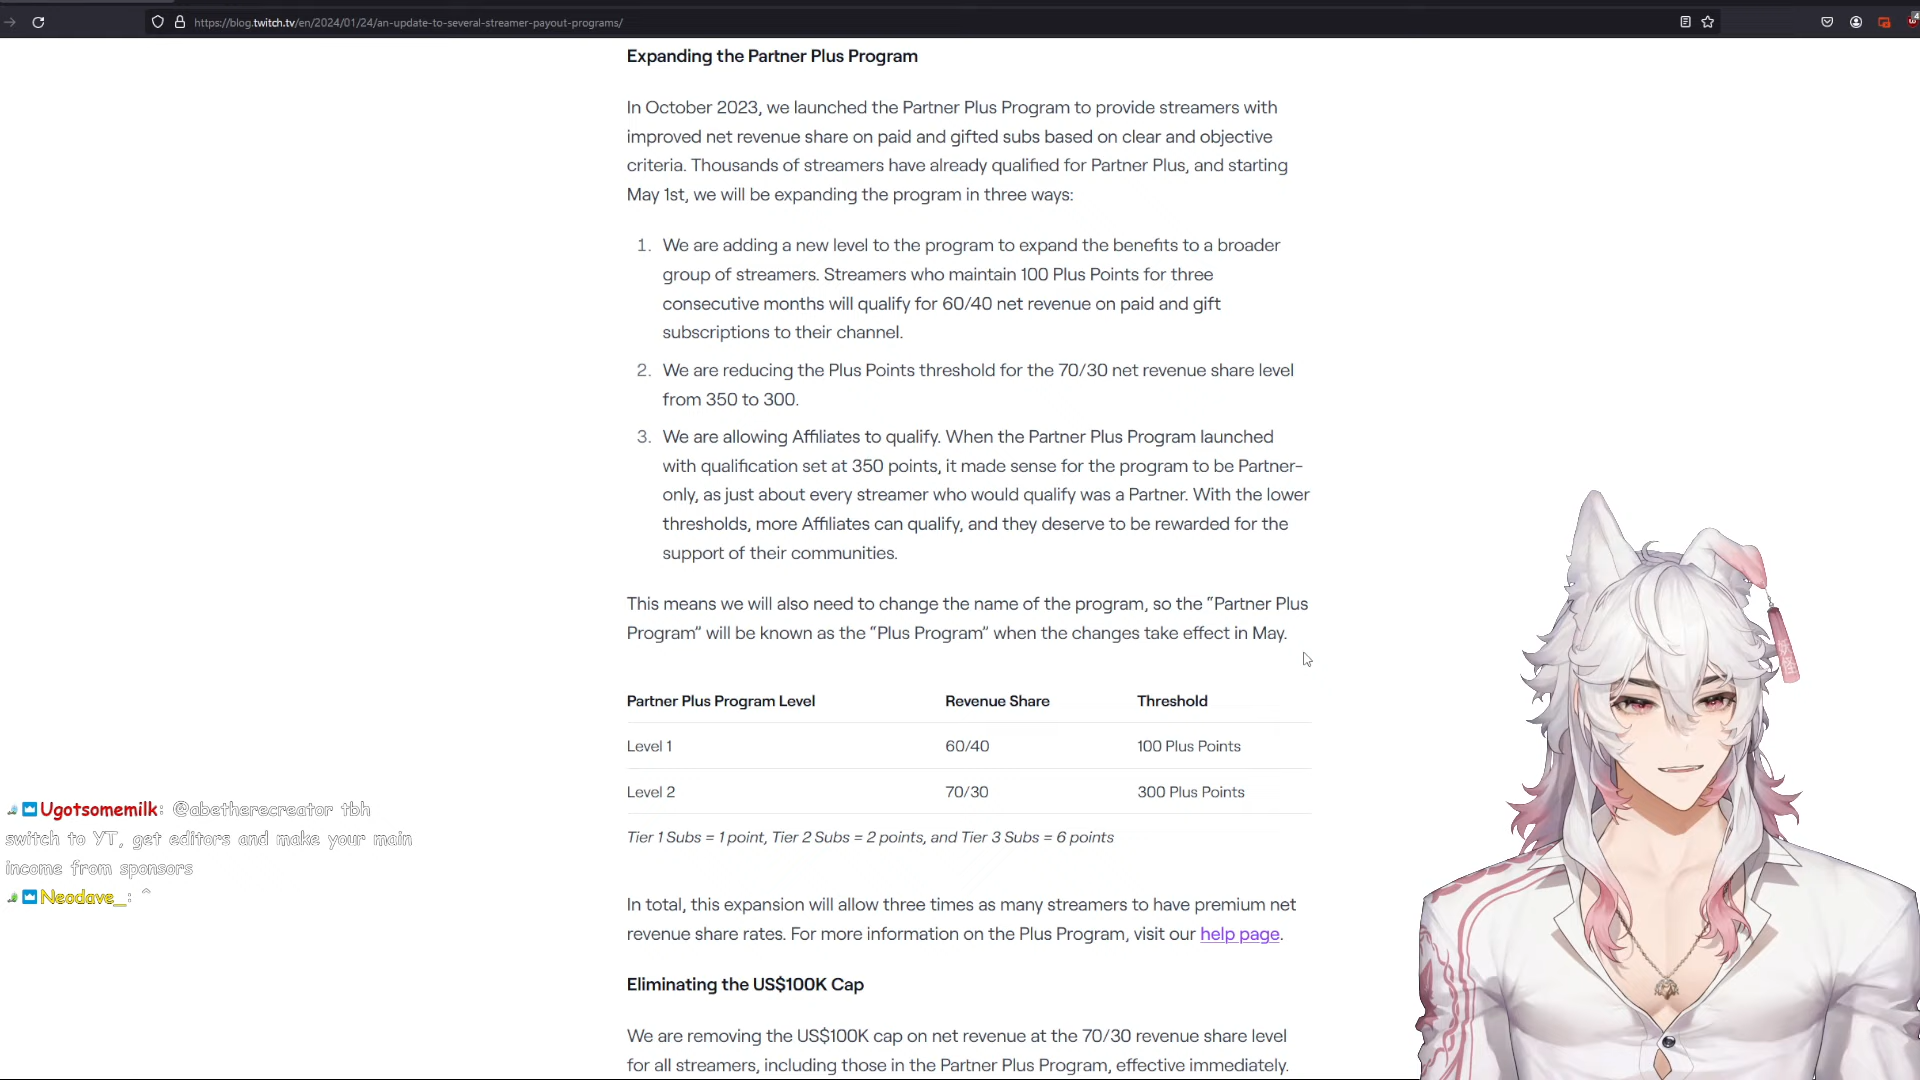 https://blog.twitch.tv/en/2024/01/24/an-update-to-several-streamer-payout-programs/
Expanding the Partner Plus Program
In October 2023, we launched the Partner Plus Program to provide streamers with
improved net revenue share on paid and gifted subs based on clear and objective
criteria. Thousands of streamers have already qualified for Partner Plus, and starting
May 1st, we will be expanding the program in three ways:
1. We are adding a new level to the program to expand the benefits to a broader
group of streamers. Streamers who maintain 100 Plus Points for three
consecutive months will qualify for 60/40 net revenue on paid and gift
subscriptions to their channel.
2. We are reducing the Plus Points threshold for the 70/30 net revenue share level
from 350 to 300.
3. We are allowing Affiliates to qualify. When the Partner Plus Program launched
with qualification set at 350 points, it made sense for the program to be Partner-
only, as just about every streamer who would qualify was a Partner. With the lower
thresholds, more Affiliates can qualify, and they deserve to be rewarded for the
support of their communities.
This means we will also need to change the name of the program, so the “Partner Plus
Program” will be known as the “Plus Program” when the changes take effect in May.
Partner Plus Program Level Revenue Share Threshold
Level 1 60/40 100 Plus Points
Level 2 70/30 300 Plus Points
Tier 1 Subs = 1 point, Tier 2 Subs = 2 points, and Tier 3 Subs = 6 points
In total, this expansion will allow three times as many streamers to have premium net
revenue share rates. For more information on the Plus Program, visit our help page.
Eliminating the US$100K Cap
We are removing the US$100K cap on net revenue at the 70/30 revenue share level
for all streamers, including those in the Partner Plus Program, effective immediately.
Ugotsomemilk: @abetherecreator tbh
switch to YT, get editors and make your main
income from sponsors
Neodave_: ^